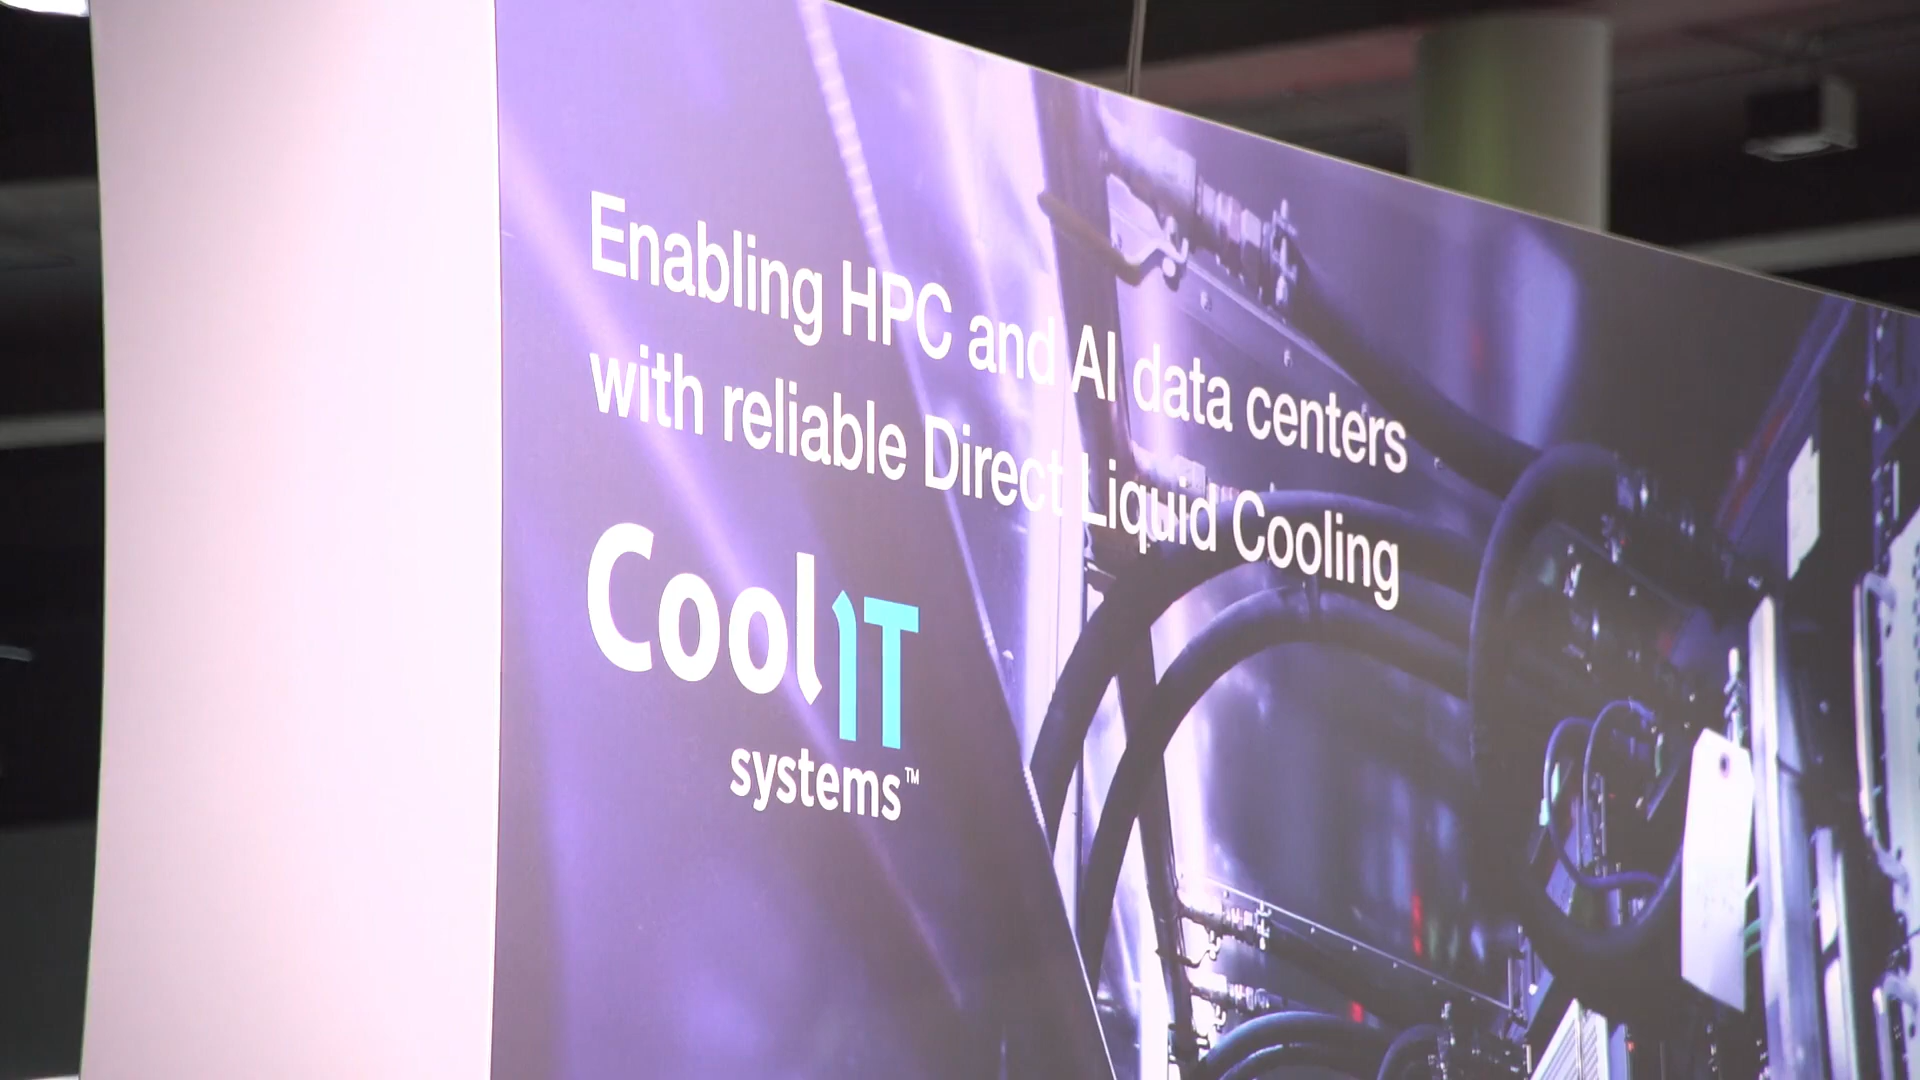 Enabling HPC and AI data centers
with reliable Direct Liquid Cooling
CoolIT
systems™